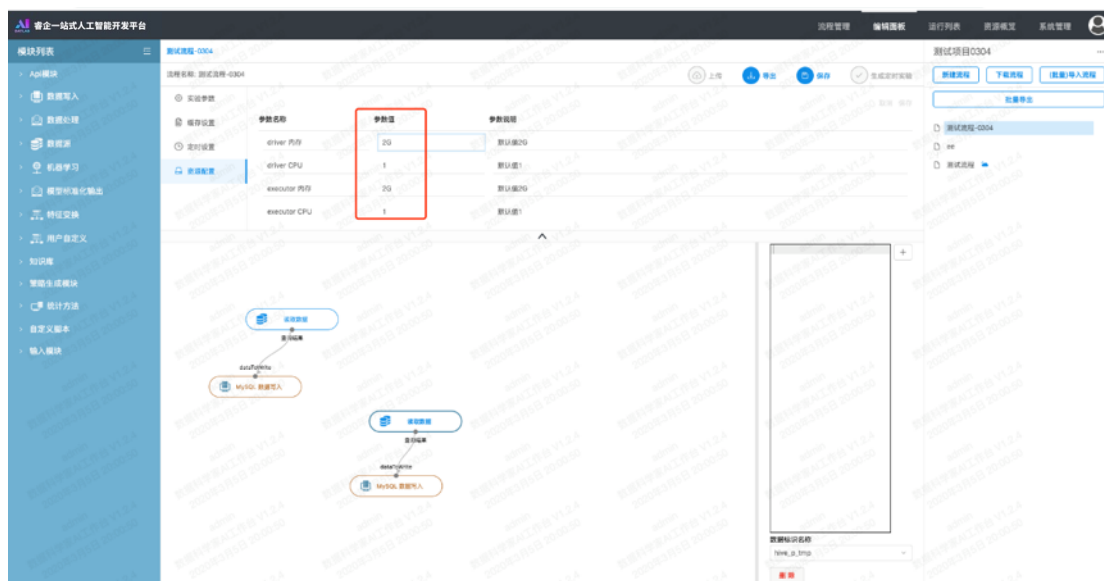 睿企一站式人工智能开发平台
流程管理 编辑面板 运行列表 资源概览 系统管理
模块列表
测试流程-0304
测试项目0304
Api模块
流程名称: 测试流程-0304
上传 导出 保存 生成定时实验
新建流程 下载流程 (批量)导入流程
批量导出
数据写入
数据处理
数据源
机器学习
模型标准化输出
特征变换
用户自定义
知识库
智能生成模块
统计方法
自定义脚本
输入模块
实验参数
缓存设置
定时设置
资源配置
参数名称 参数值 参数说明
driver 内存 2G 默认值2G
driver CPU 1 默认值1
executor 内存 2G 默认值2G
executor CPU 1 默认值1
测试流程-0304
ee
测试流程
读取数据
查询结果
dataToWrite
MySQL 数据写入
读取数据
查询结果
dataToWrite
MySQL 数据写入
数据标识名称
hive_p_tmp